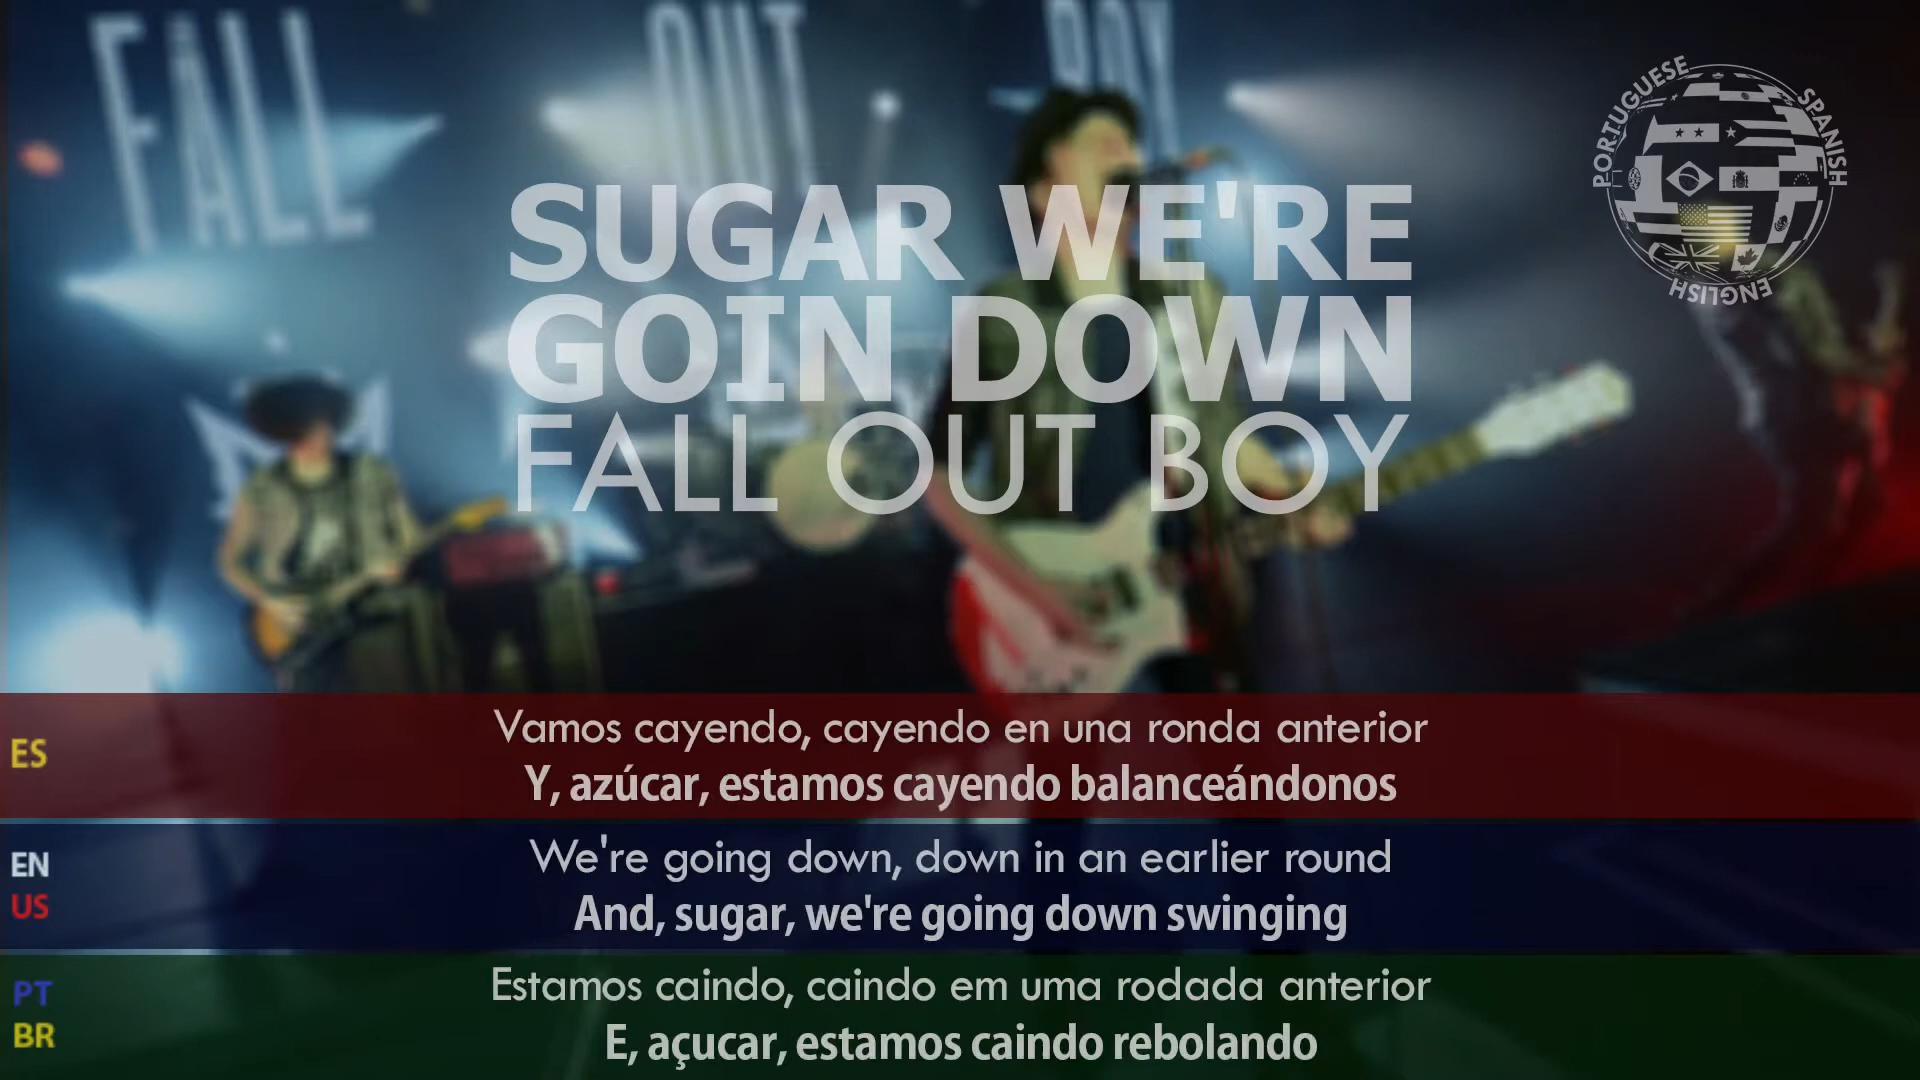 FALL OUT BOY
PORTUGUESE
SPANISH
ENGLISH
SUGAR WE'RE
GOIN DOWN
FALL OUT BOY
ES
Vamos cayendo, cayendo en una ronda anterior
Y, azúcar, estamos cayendo balanceándonos
EN
US
We're going down, down in an earlier round
And, sugar, we're going down swinging
PT
BR
Estamos caindo, caindo em uma rodada anterior
E, açucar, estamos caindo rebolando